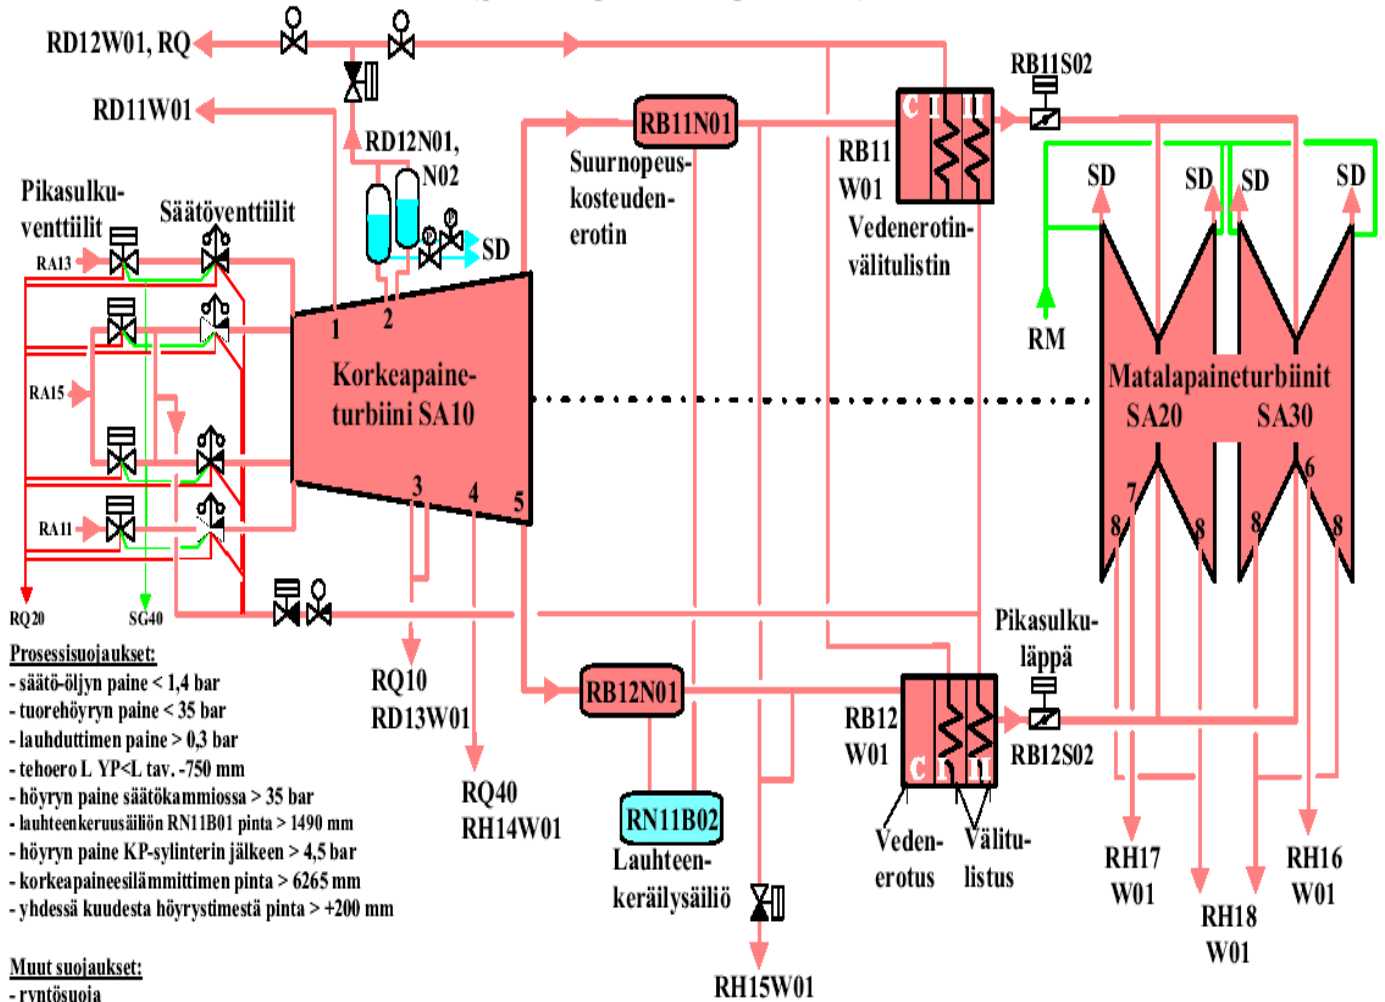 RD12W01, RQ
RD11W01
RD12N01,
N02
SD
Pikasulku-
venttiilit
Säätöventtiilit
RA13
RA15
RA11
RQ20
SG40
1
2
3
4
5
Korkeapaine-
turbiini SA10
RB11N01
Suurnopeus-
kosteuden-
erotin
C I II
RB11
W01
Vedenerotin-
välitulistin
RB11S02
SD
SD
SD
SD
RM
Matalapaineturbiinit
SA20
SA30
6
7
8
8
8
8
Pikasulku-
läppä
RB12S02
RB12N01
RB12
W01
C I II
Veden-
erotus
Välitu-
listus
RN11B02
Lauhteen-
keräilysäiliö
RQ10
RD13W01
RQ40
RH14W01
RH15W01
RH17
W01
RH18
W01
RH16
W01
Prosessisuojaukset:
- säätö-öljyn paine < 1,4 bar
- tuorehöyryn paine < 35 bar
- lauhduttimen paine > 0,3 bar
- tehoero L YP<L tav. -750 mm
- höyryn paine säätökammiossa > 35 bar
- lauhteenkeruusäiliön RN11B01 pinta > 1490 mm
- höyryn paine KP-sylinterin jälkeen > 4,5 bar
- korkeapaineesilämmittimen pinta > 6265 mm
- yhdessä kuudesta höyrystimestä pinta > +200 mm
Muut suojaukset:
- ryntösuoja